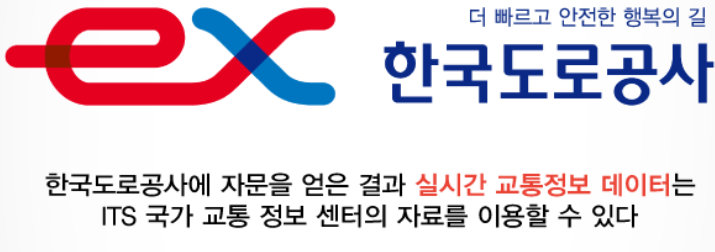 더 빠르고 안전한 행복의 길
ex 한국도로공사
한국도로공사에 자문을 얻은 결과 실시간 교통정보 데이터는
ITS 국가 교통 정보 센터의 자료를 이용할 수 있다